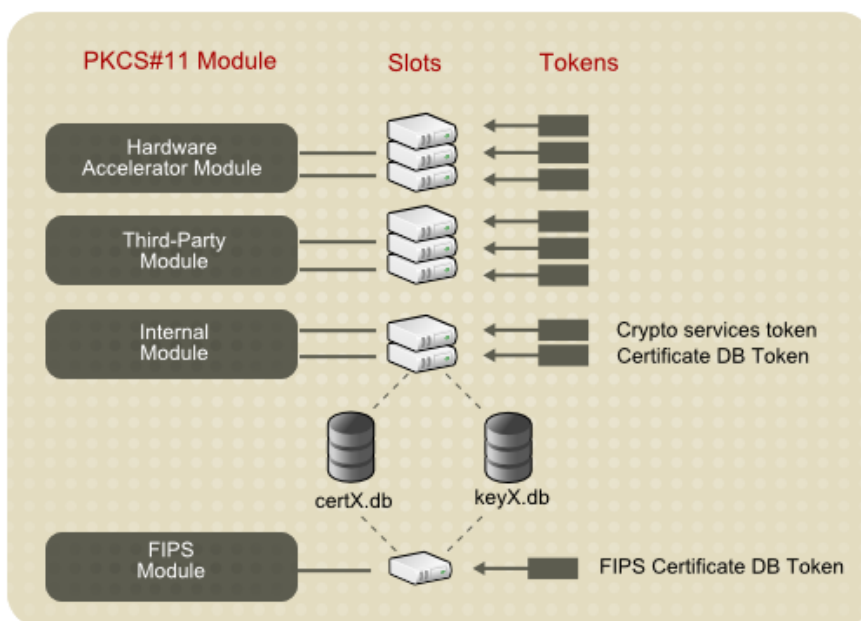 PKCS#11 Module
Slots
Tokens
Hardware
Accelerator Module
Third-Party
Module
Internal
Module
Crypto services token
Certificate DB Token
certX.db
keyX.db
FIPS
Module
FIPS Certificate DB Token